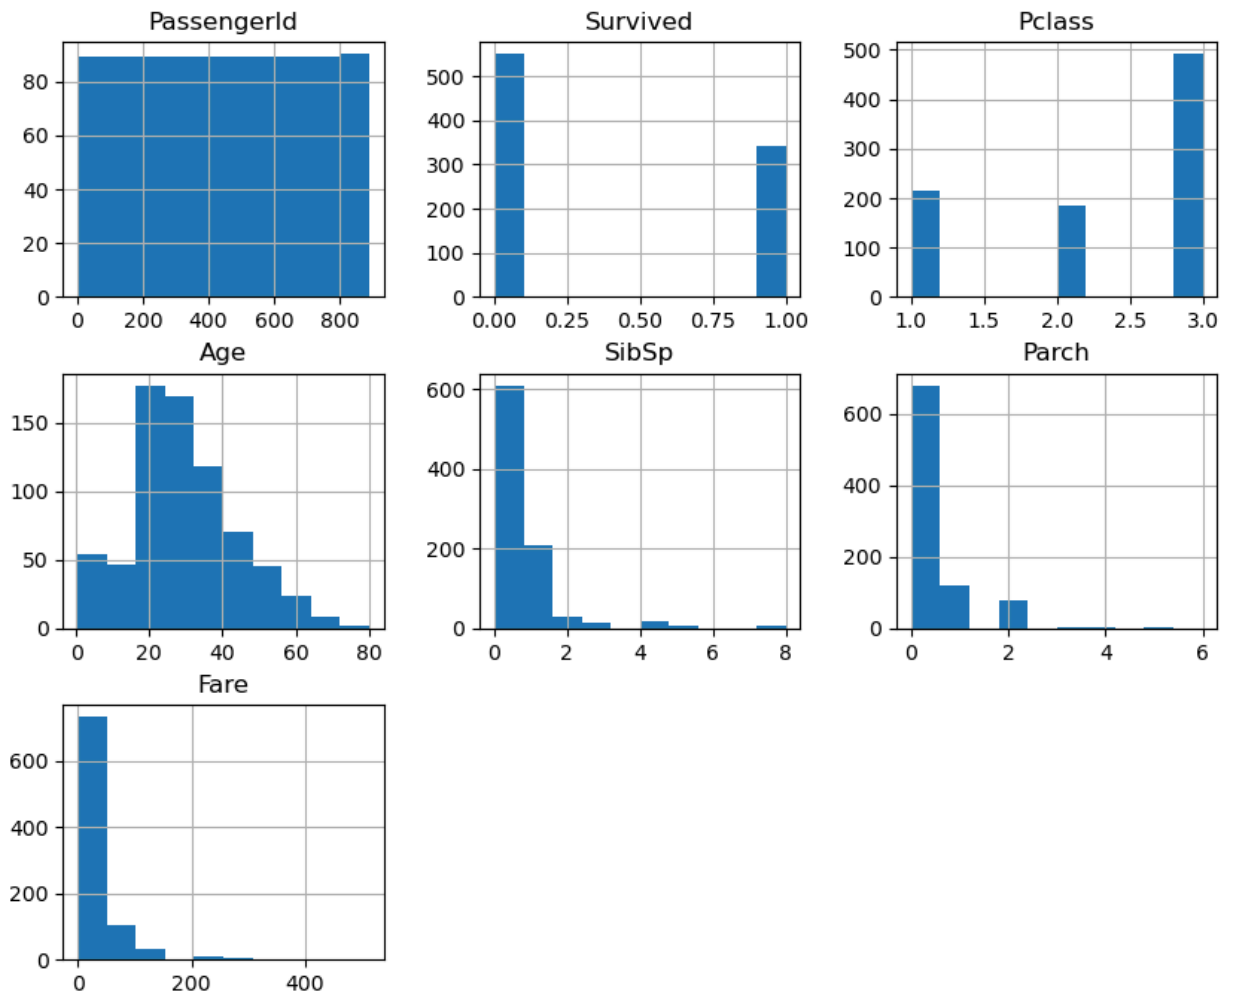 PassengerId Survived Pclass
80 60 40 20 0
0 200 400 600 800
500 400 300 200 100 0
0.00 0.25 0.50 0.75 1.00
500 400 300 200 100 0
1.0 1.5 2.0 2.5 3.0
Age SibSp Parch
150 100 50 0
0 20 40 60 80
600 400 200 0
0 2 4 6 8
600 400 200 0
0 2 4 6
Fare
600 400 200 0
0 200 400